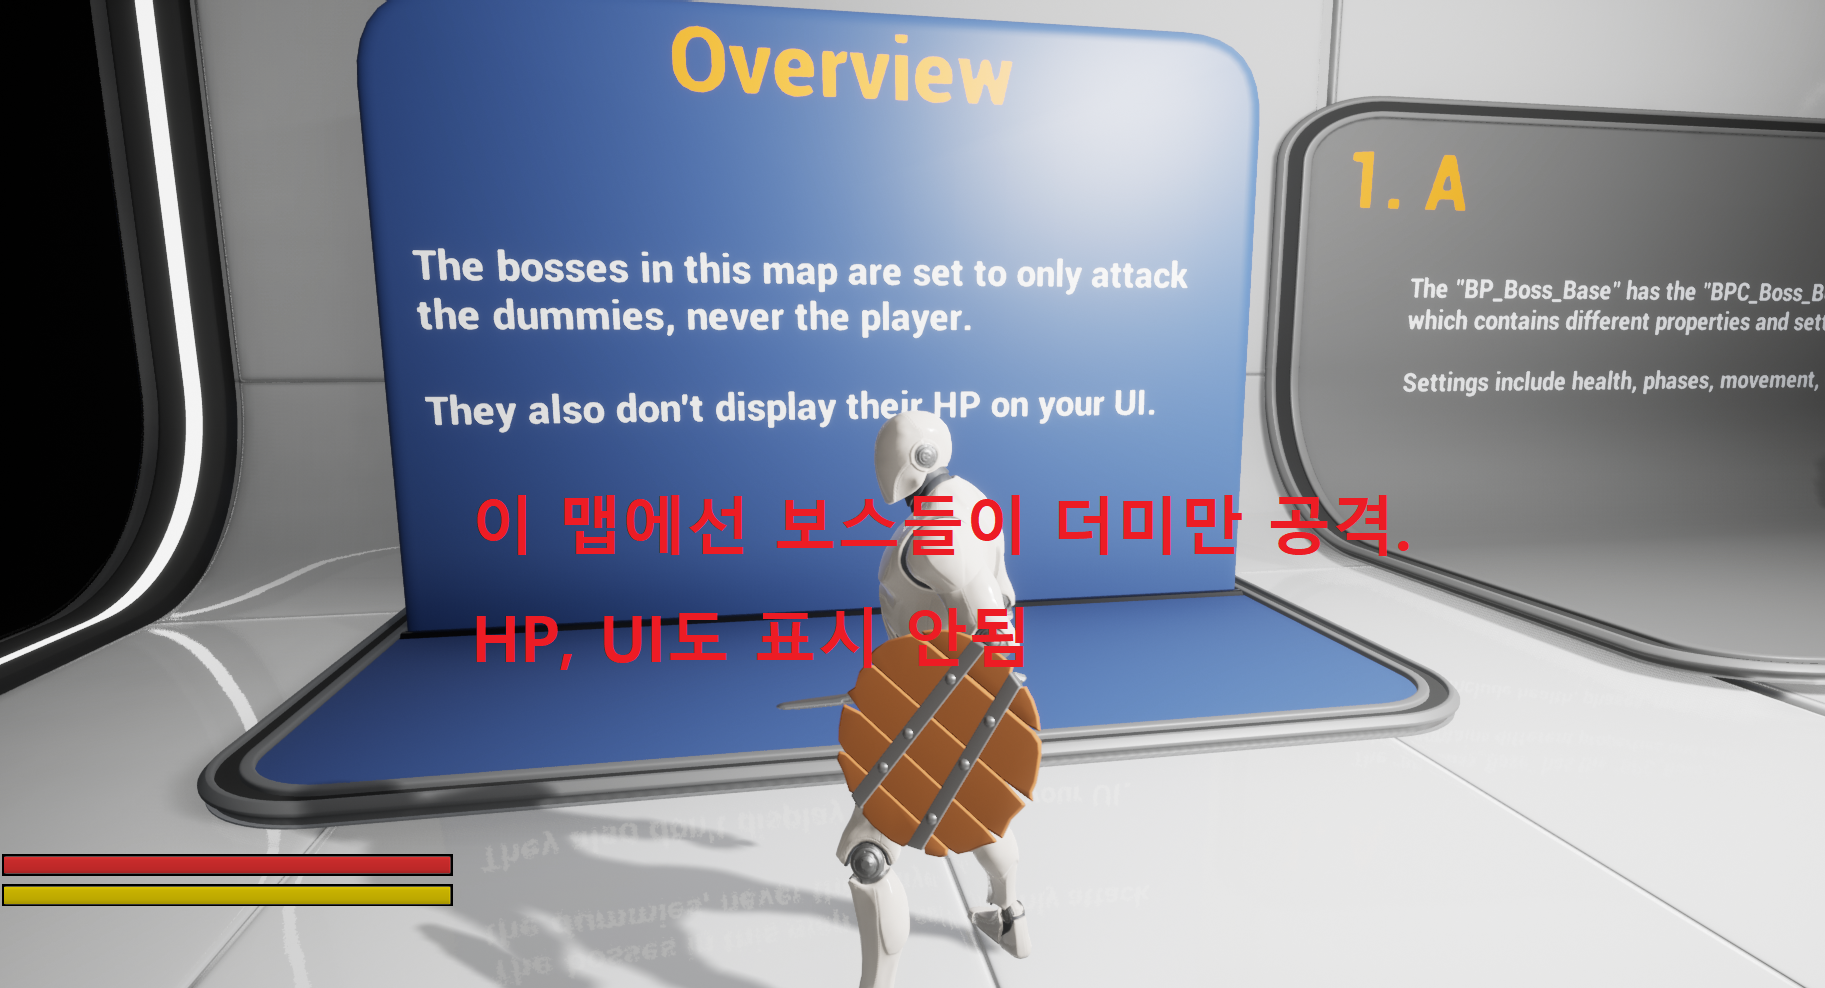 Overview
The bosses in this map are set to only attack
the dummies, never the player.
They also don't display their HP on your UI.
이 맵에선 보스들이 더미만 공격.
HP, UI도 표시 안됨
1. A
The "BP_Boss_Base" has the "BPC_Boss_B
which contains different properties and sett
Settings include health, phases, movement,